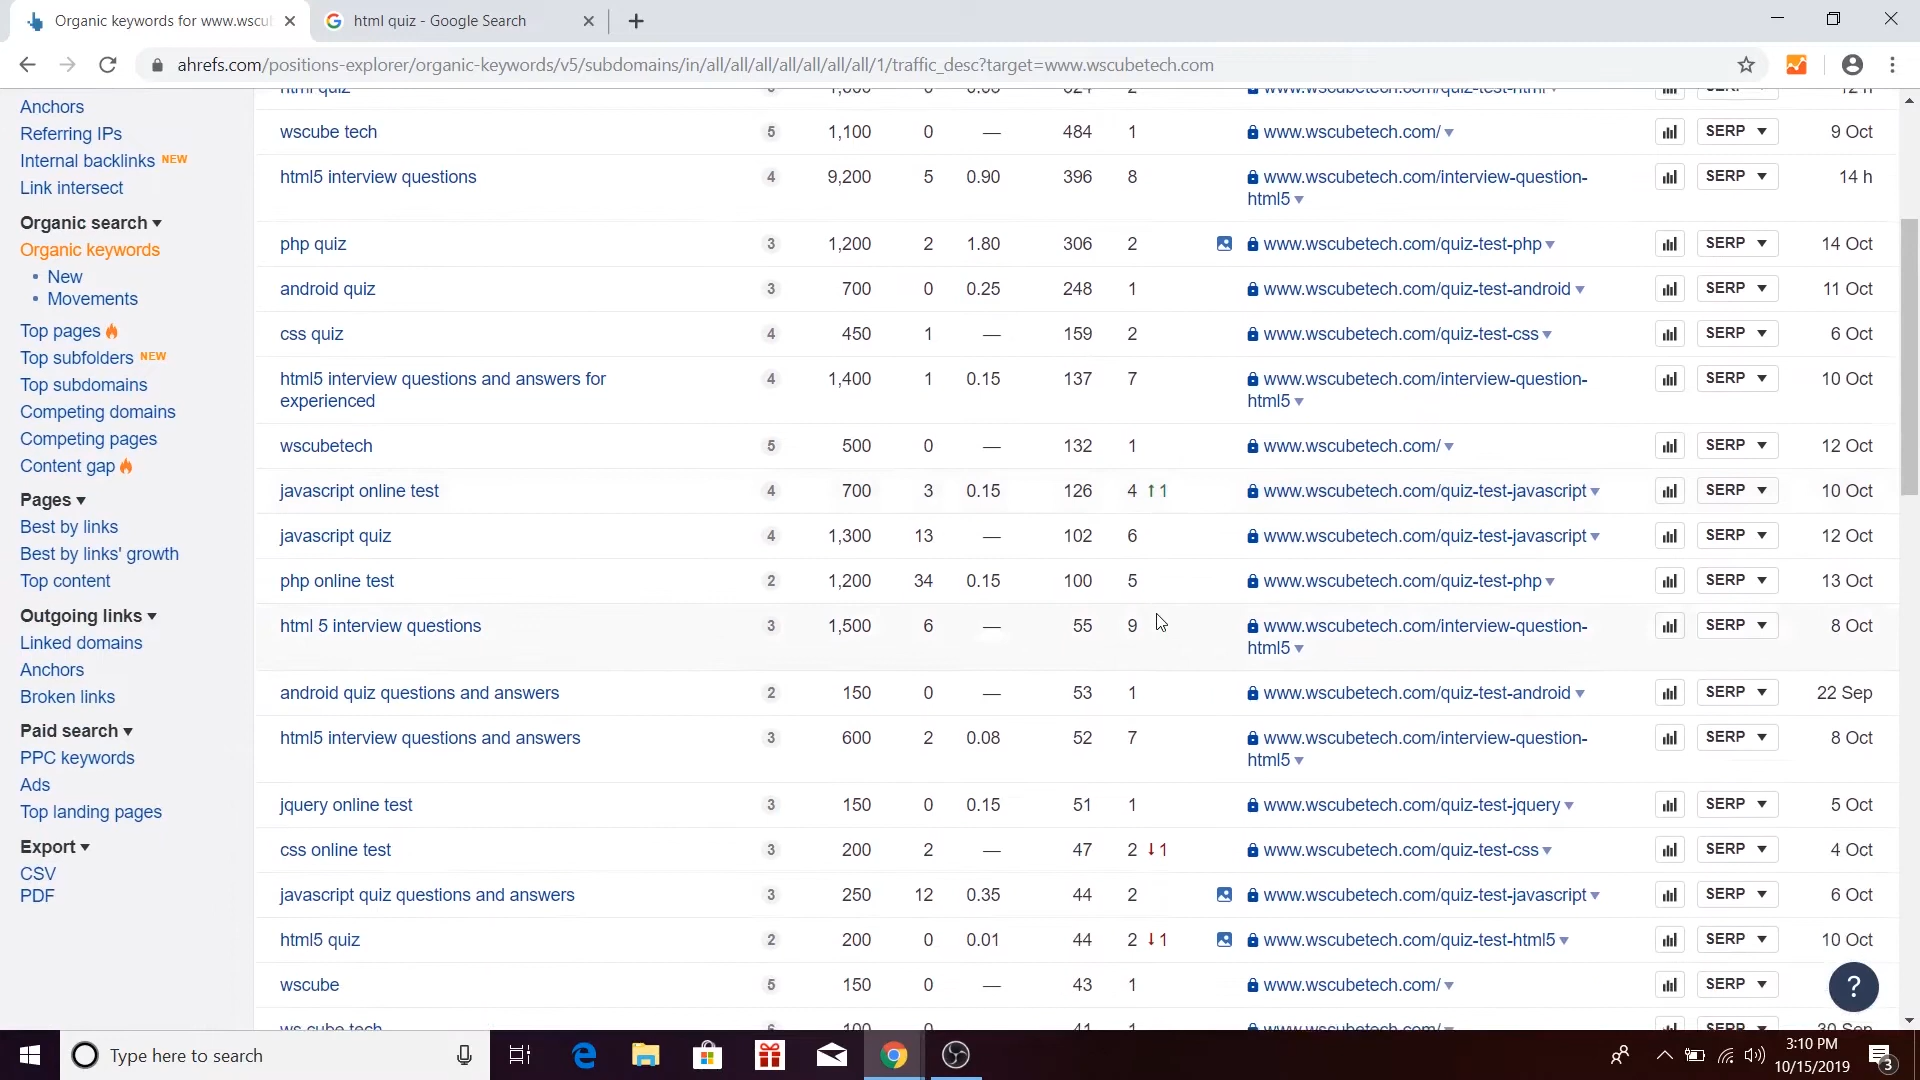 Organic keywords for www.wscu
html quiz - Google Search
ahrefs.com/positions-explorer/organic-keywords/v5/subdomains/in/all/all/all/all/all/all/all/1/traffic_desc?target=www.wscubetech.com
Anchors
Referring IPs
Internal backlinks NEW
Link intersect
Organic search
Organic keywords
New
Movements
Top pages
Top subfolders NEW
Top subdomains
Competing domains
Competing pages
Content gap
Pages
Best by links
Best by links' growth
Top content
Outgoing links
Linked domains
Anchors
Broken links
Paid search
PPC keywords
Ads
Top landing pages
Export
CSV
PDF
html quiz www.wscubetech.com/quiz-test-html
wscube tech 5 1,100 0 — 484 1 www.wscubetech.com/ SERP 9 Oct
html5 interview questions 4 9,200 5 0.90 396 8 www.wscubetech.com/interview-question- SERP 14 h
html5
php quiz 3 1,200 2 1.80 306 2 www.wscubetech.com/quiz-test-php SERP 14 Oct
android quiz 3 700 0 0.25 248 1 www.wscubetech.com/quiz-test-android SERP 11 Oct
css quiz 4 450 1 — 159 2 www.wscubetech.com/quiz-test-css SERP 6 Oct
html5 interview questions and answers for 4 1,400 1 0.15 137 7 www.wscubetech.com/interview-question- SERP 10 Oct
experienced html5
wscubetech 5 500 0 — 132 1 www.wscubetech.com/ SERP 12 Oct
javascript online test 4 700 3 0.15 126 4 ↑1 www.wscubetech.com/quiz-test-javascript SERP 10 Oct
javascript quiz 4 1,300 13 — 102 6 www.wscubetech.com/quiz-test-javascript SERP 12 Oct
php online test 2 1,200 34 0.15 100 5 www.wscubetech.com/quiz-test-php SERP 13 Oct
html 5 interview questions 3 1,500 6 — 55 9 www.wscubetech.com/interview-question- SERP 8 Oct
html5
android quiz questions and answers 2 150 0 — 53 1 www.wscubetech.com/quiz-test-android SERP 22 Sep
html5 interview questions and answers 3 600 2 0.08 52 7 www.wscubetech.com/interview-question- SERP 8 Oct
html5
jquery online test 3 150 0 0.15 51 1 www.wscubetech.com/quiz-test-jquery SERP 5 Oct
css online test 3 200 2 — 47 2 ↓1 www.wscubetech.com/quiz-test-css SERP 4 Oct
javascript quiz questions and answers 3 250 12 0.35 44 2 www.wscubetech.com/quiz-test-javascript SERP 6 Oct
html5 quiz 2 200 0 0.01 44 2 ↓1 www.wscubetech.com/quiz-test-html5 SERP 10 Oct
wscube 5 150 0 — 43 1 www.wscubetech.com/ SERP 4 Oct
ws cube tech www.wscubetech.com/ SERP 30 Sep
?
Type here to search
3:10 PM
10/15/2019
3